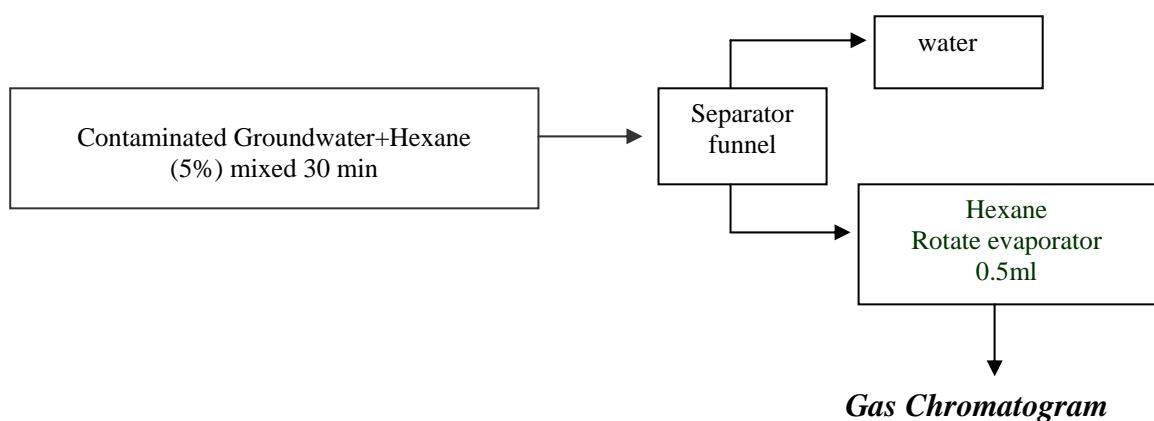 Contaminated Groundwater+Hexane
(5%) mixed 30 min
Separator
funnel
water
Hexane
Rotate evaporator
0.5ml
Gas Chromatogram